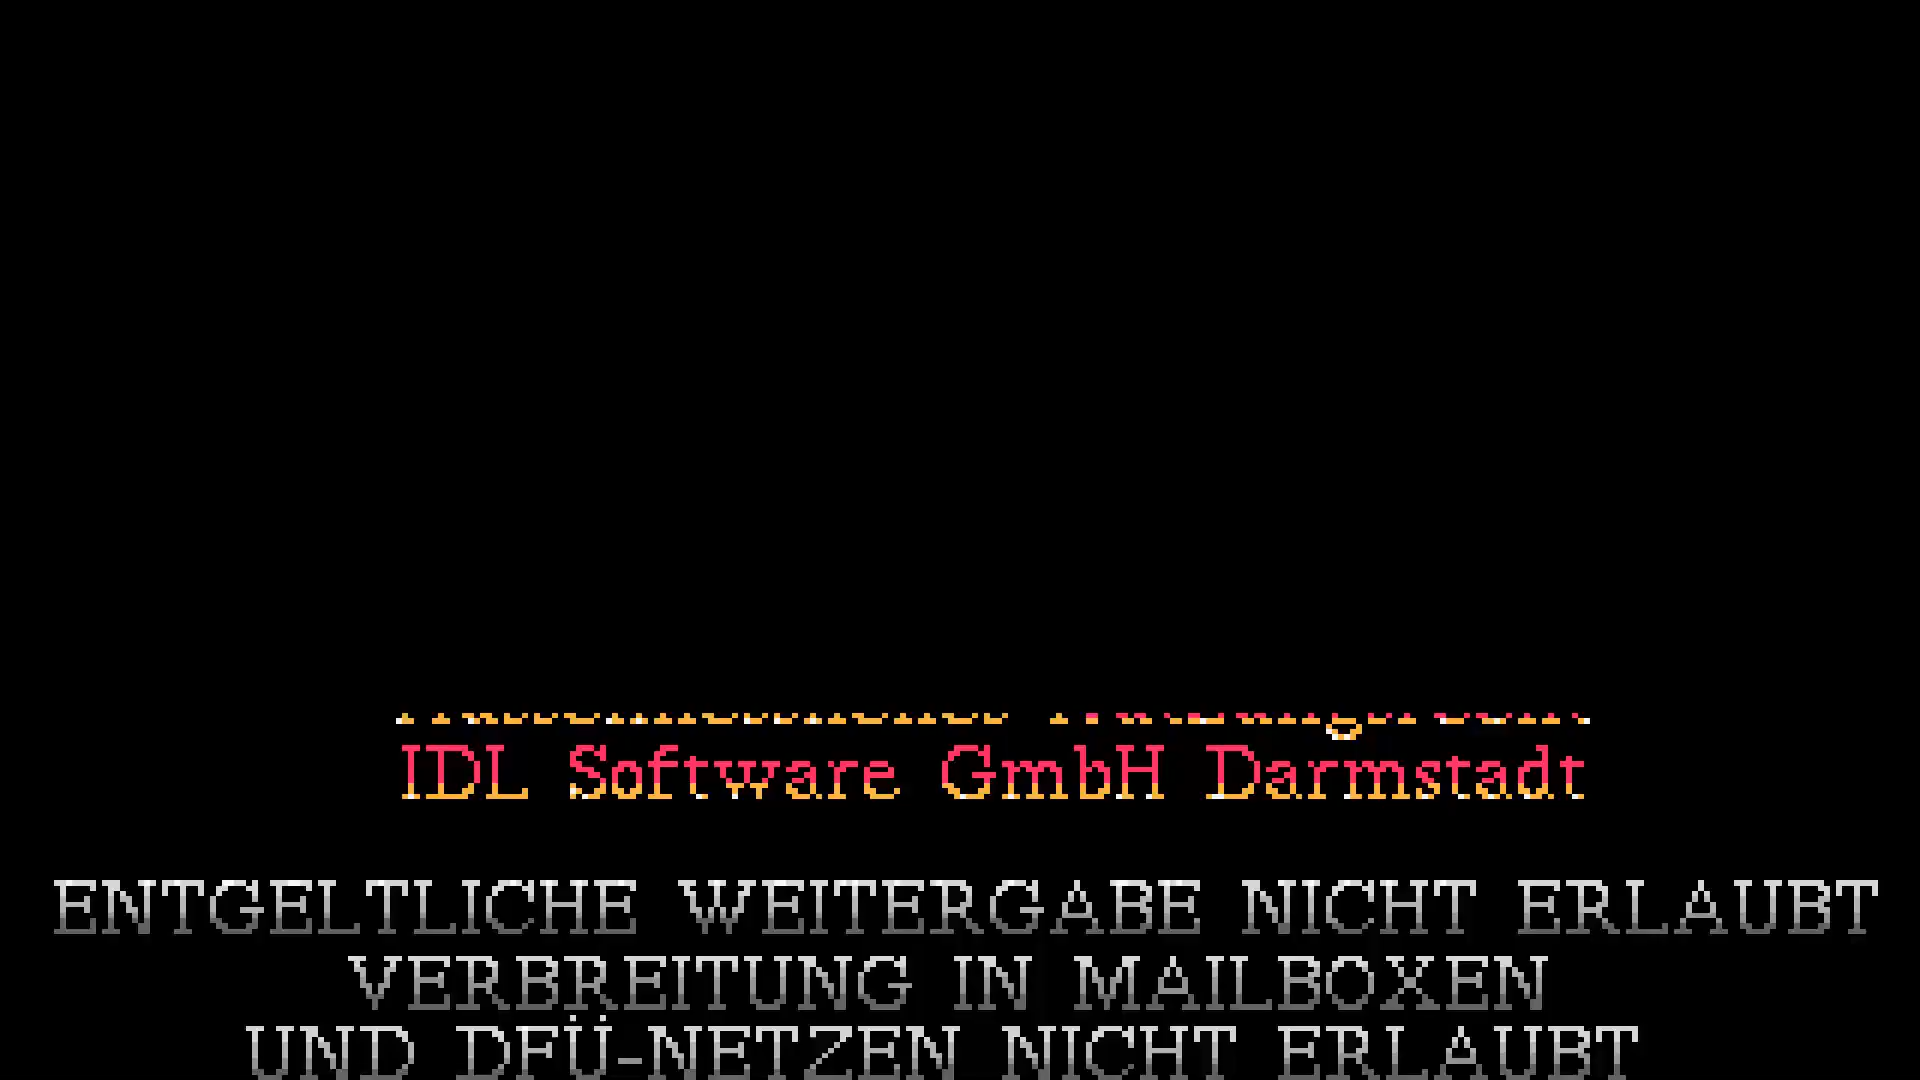 IDL Software GmbH Darmstadt
ENTGELTLICHE WEITERGABE NICHT ERLAUBT
VERBREITUNG IN MAILBOXEN
UND DFÜ-NETZEN NICHT ERLAUBT